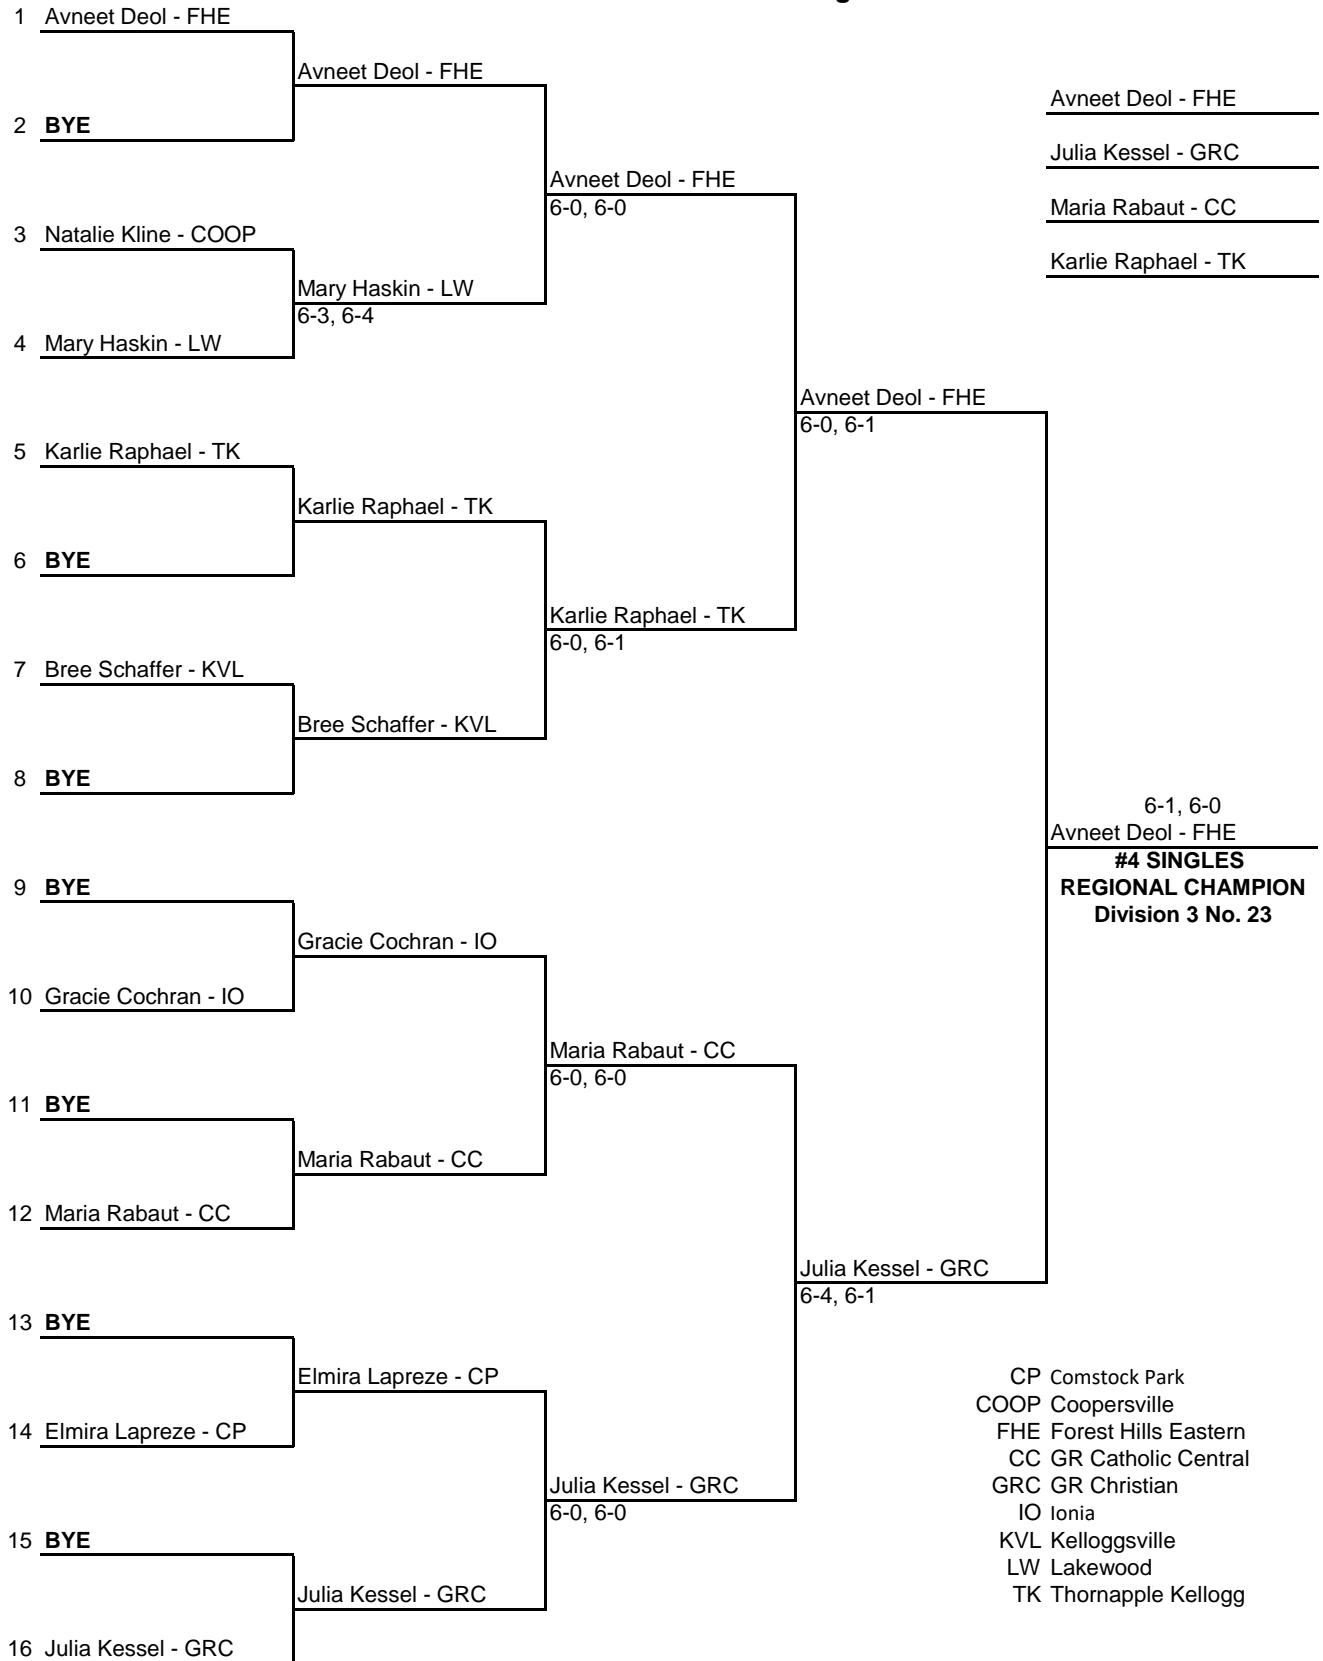 1 Avneet Deol - FHE
Avneet Deol - FHE
Avneet Deol - FHE
2 BYE
Julia Kessel - GRC
Avneet Deol - FHE
6-0, 6-0
Maria Rabaut - CC
3 Natalie Kline - COOP
Karlie Raphael - TK
Mary Haskin - LW
6-3, 6-4
4 Mary Haskin - LW
Avneet Deol - FHE
6-0, 6-1
5 Karlie Raphael - TK
Karlie Raphael - TK
6 BYE
Karlie Raphael - TK
6-0, 6-1
7 Bree Schaffer - KVL
Bree Schaffer - KVL
8 BYE
6-1, 6-0
Avneet Deol - FHE
#4 SINGLES
REGIONAL CHAMPION
Division 3 No. 23
9 BYE
Gracie Cochran - IO
10 Gracie Cochran - IO
Maria Rabaut - CC
6-0, 6-0
11 BYE
Maria Rabaut - CC
12 Maria Rabaut - CC
Julia Kessel - GRC
6-4, 6-1
13 BYE
Elmira Lapreze - CP
14 Elmira Lapreze - CP
Julia Kessel - GRC
6-0, 6-0
15 BYE
Julia Kessel - GRC
16 Julia Kessel - GRC
CP Comstock Park
COOP Coopersville
FHE Forest Hills Eastern
CC GR Catholic Central
GRC GR Christian
IO Ionia
KVL Kelloggsville
LW Lakewood
TK Thornapple Kellogg